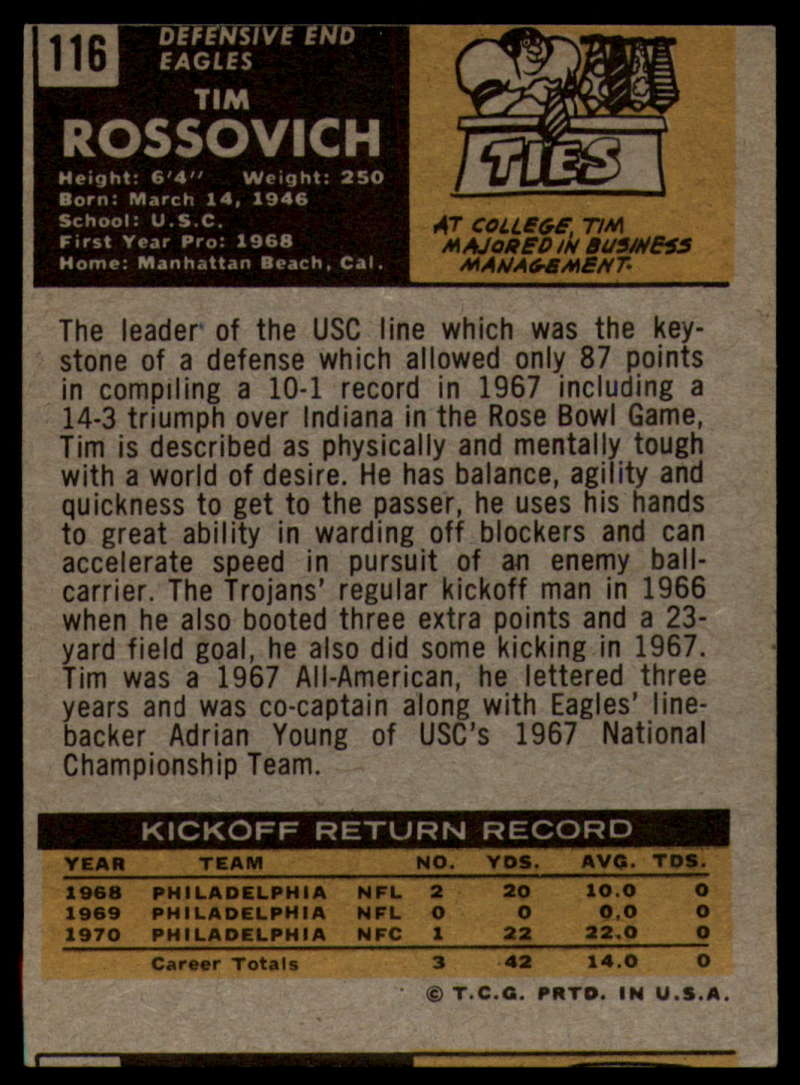 116
DEFENSIVE END
EAGLES
TIM
ROSSOVICH
Height: 6'4" Weight: 250
Born: March 14, 1946
School: U.S.C.
First Year Pro: 1968
Home: Manhattan Beach, Cal.
TIES
AT COLLEGE, TIM
MAJORED IN BUSINESS
MANAGEMENT.
The leader of the USC line which was the key-
stone of a defense which allowed only 87 points
in compiling a 10-1 record in 1967 including a
14-3 triumph over Indiana in the Rose Bowl Game,
Tim is described as physically and mentally tough
with a world of desire. He has balance, agility and
quickness to get to the passer, he uses his hands
to great ability in warding off blockers and can
accelerate speed in pursuit of an enemy ball-
carrier. The Trojans' regular kickoff man in 1966
when he also booted three extra points and a 23-
yard field goal, he also did some kicking in 1967.
Tim was a 1967 All-American, he lettered three
years and was co-captain along with Eagles' line-
backer Adrian Young of USC's 1967 National
Championship Team.
KICKOFF RETURN RECORD
YEAR TEAM NO. YDS. AVG. TDS.
1968 PHILADELPHIA NFL 2 20 10.0 0
1969 PHILADELPHIA NFL 0 0 0.0 0
1970 PHILADELPHIA NFC 1 22 22.0 0
Career Totals 3 42 14.0 0
© T.C.G. PRTD. IN U.S.A.